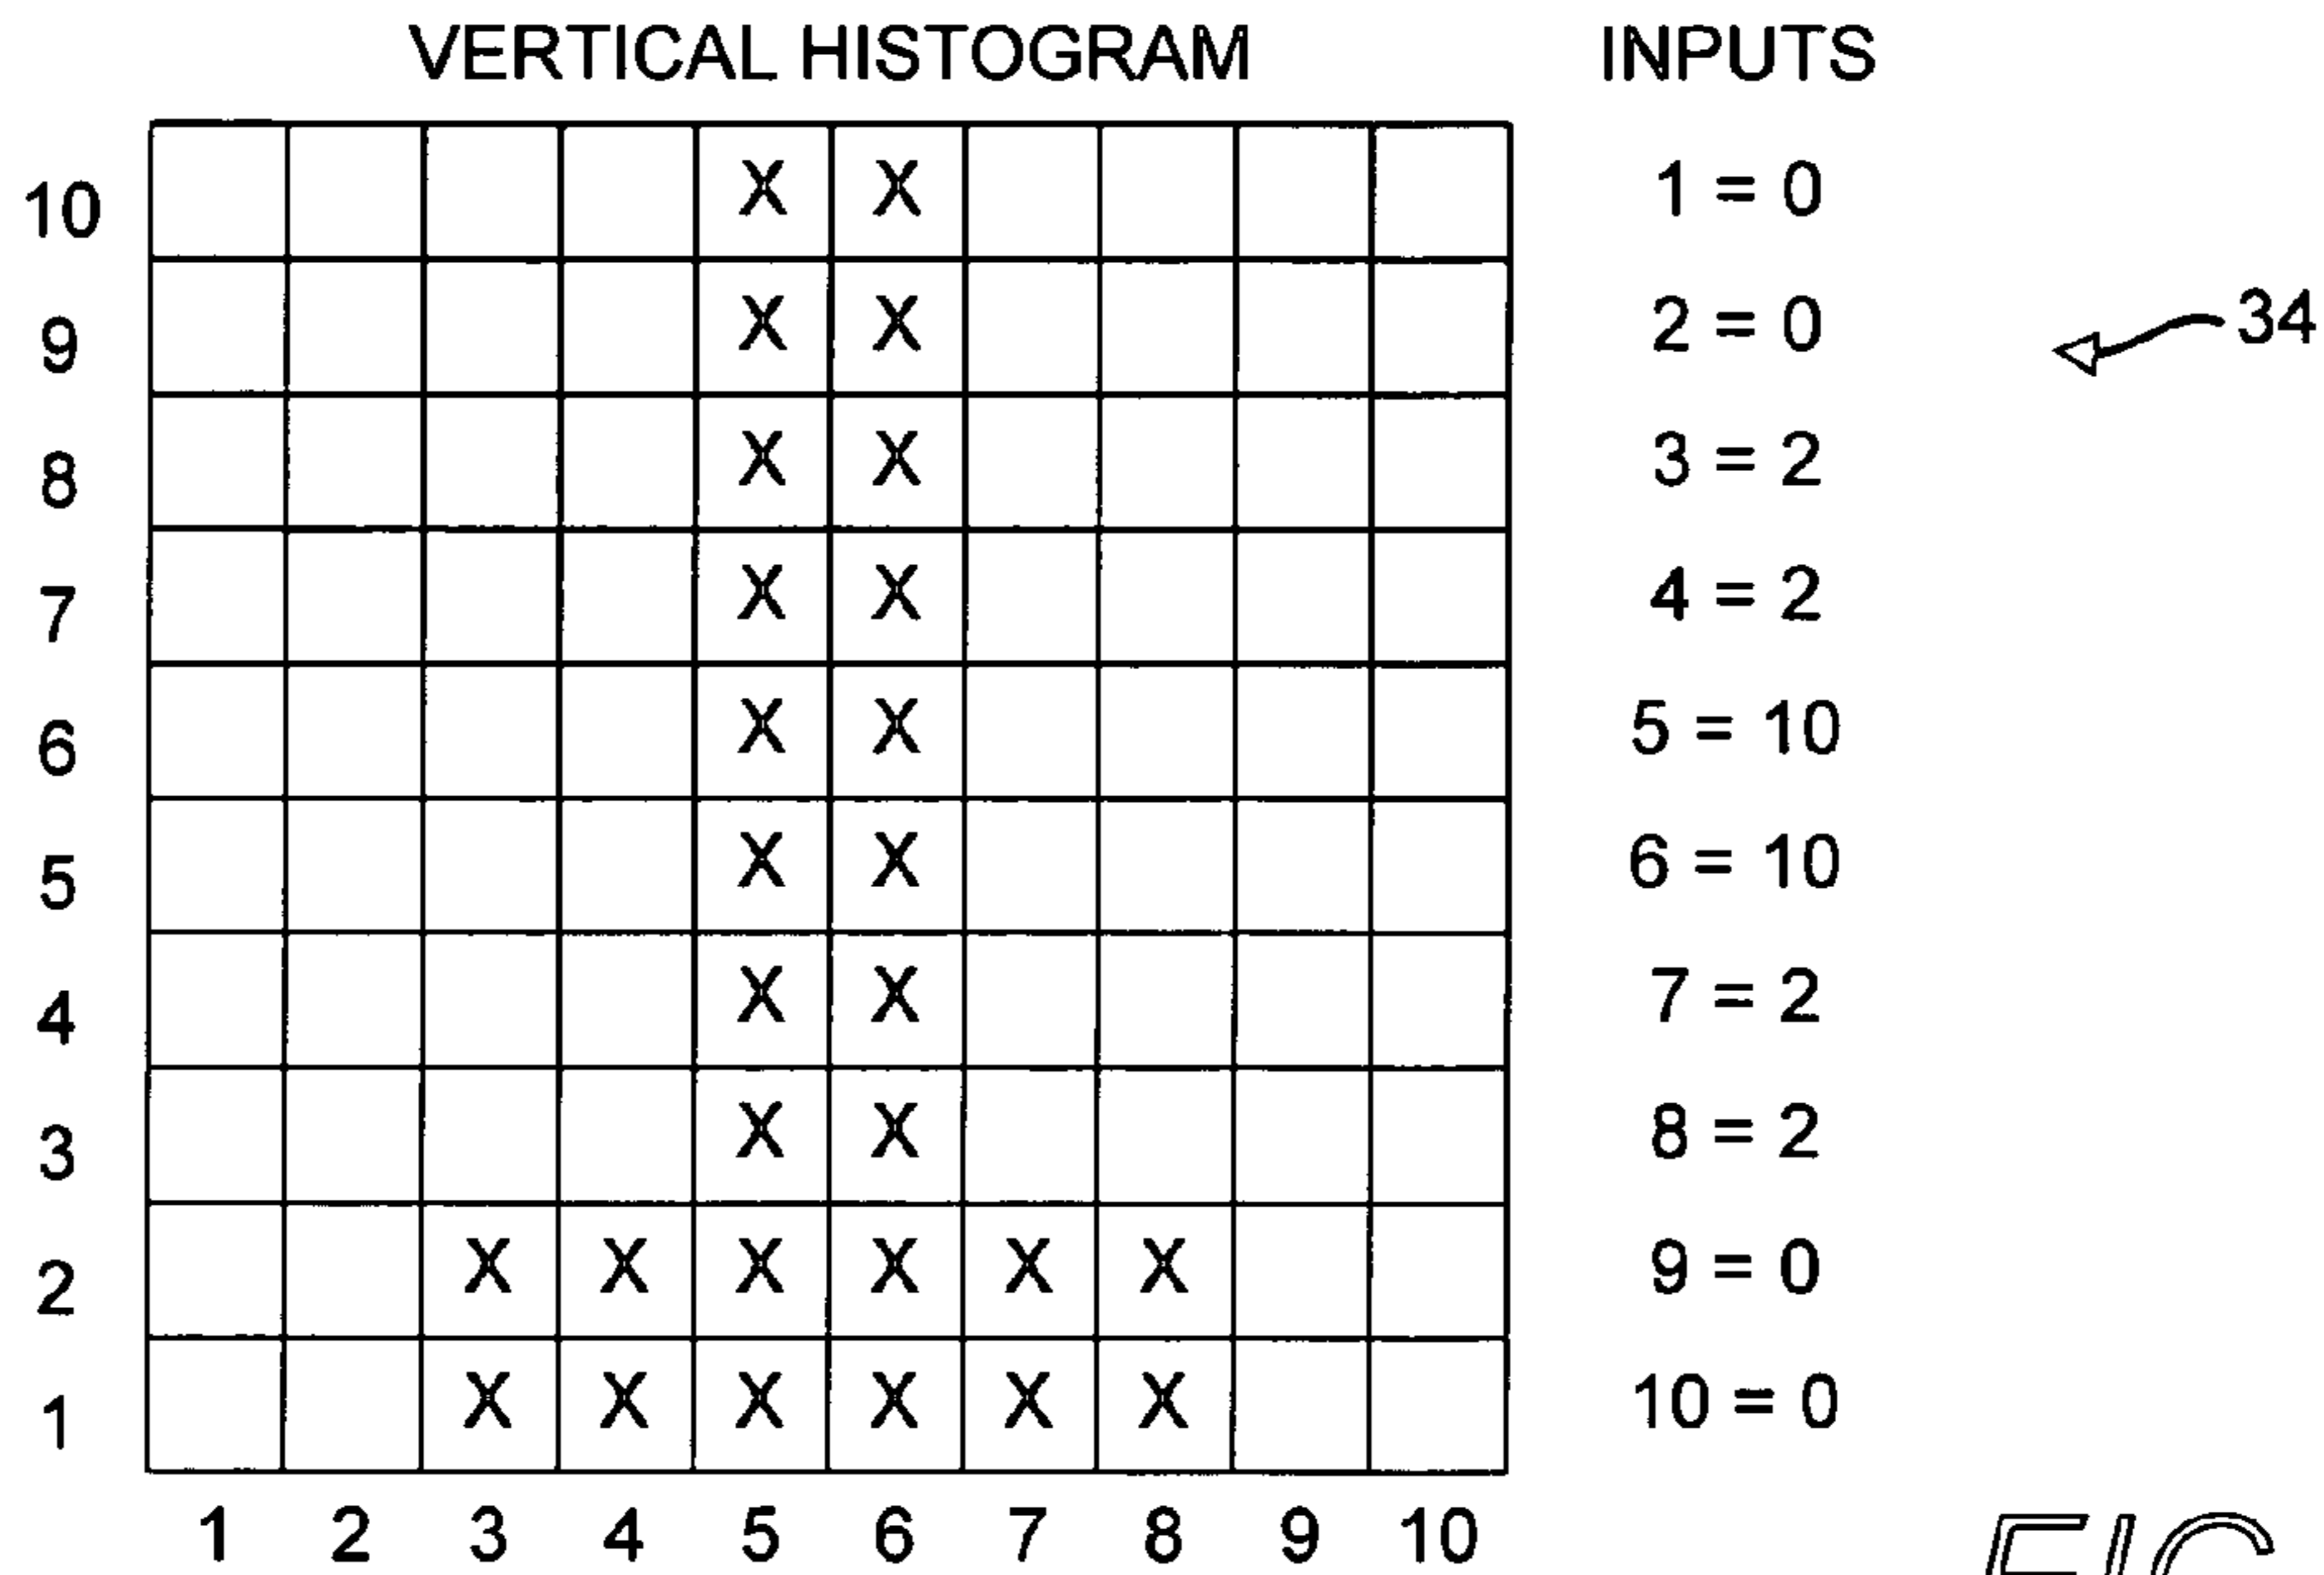 VERTICAL HISTOGRAM INPUTS
10 X X 1 = 0
9 X X 2 = 0 34
8 X X 3 = 2
7 X X 4 = 2
6 X X 5 = 10
5 X X 6 = 10
4 X X 7 = 2
3 X X 8 = 2
2 X X X X X X 9 = 0
1 X X X X X X 10 = 0
1 2 3 4 5 6 7 8 9 10